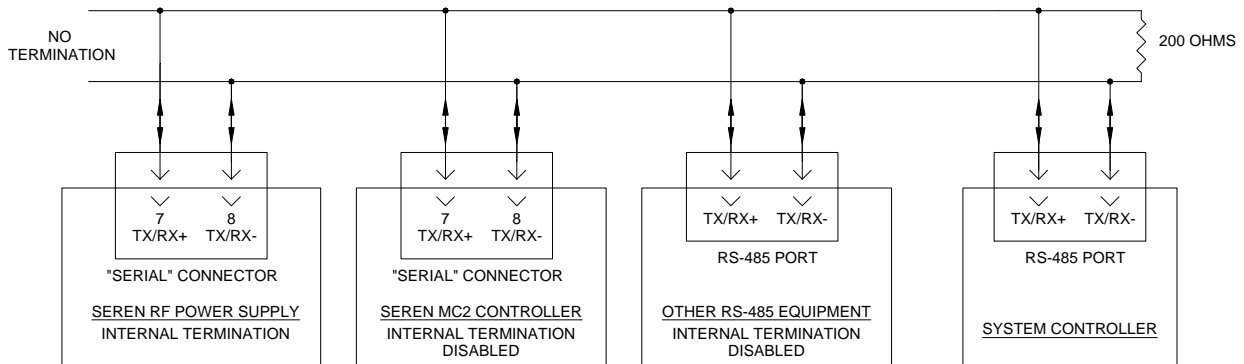 NO
TERMINATION
200 OHMS
7 8
TX/RX+ TX/RX-
"SERIAL" CONNECTOR
SEREN RF POWER SUPPLY
INTERNAL TERMINATION
7 8
TX/RX+ TX/RX-
"SERIAL" CONNECTOR
SEREN MC2 CONTROLLER
INTERNAL TERMINATION
DISABLED
TX/RX+ TX/RX-
RS-485 PORT
OTHER RS-485 EQUIPMENT
INTERNAL TERMINATION
DISABLED
TX/RX+ TX/RX-
RS-485 PORT
SYSTEM CONTROLLER